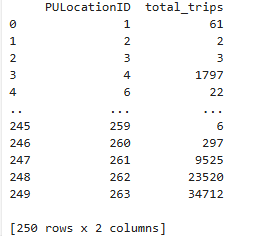 PULocationID total_trips
0 1 61
1 2 2
2 3 3
3 4 1797
4 6 22
.. ... ...
245 259 6
246 260 297
247 261 9525
248 262 23520
249 263 34712
[250 rows x 2 columns]